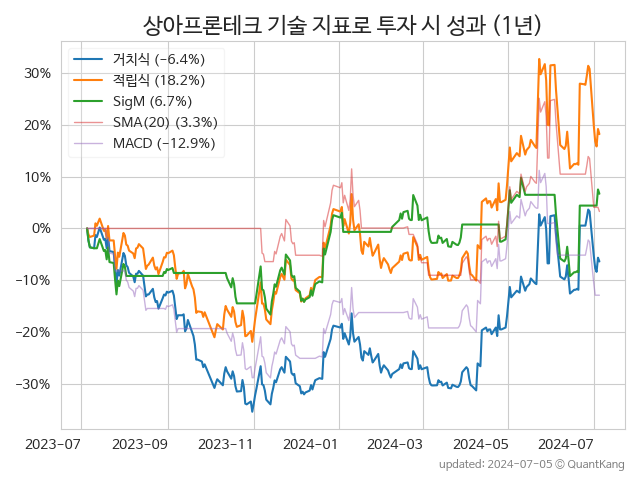 상아프론테크 기술 지표로 투자 시 성과 (1년)
거치식 (−6.4%)
적립식 (18.2%)
SigM (6.7%)
SMA(20) (3.3%)
MACD (−12.9%)
30%
20%
10%
0%
−10%
−20%
−30%
2023-07 2023-09 2023-11 2024-01 2024-03 2024-05 2024-07
updated: 2024-07-05 © QuantKang